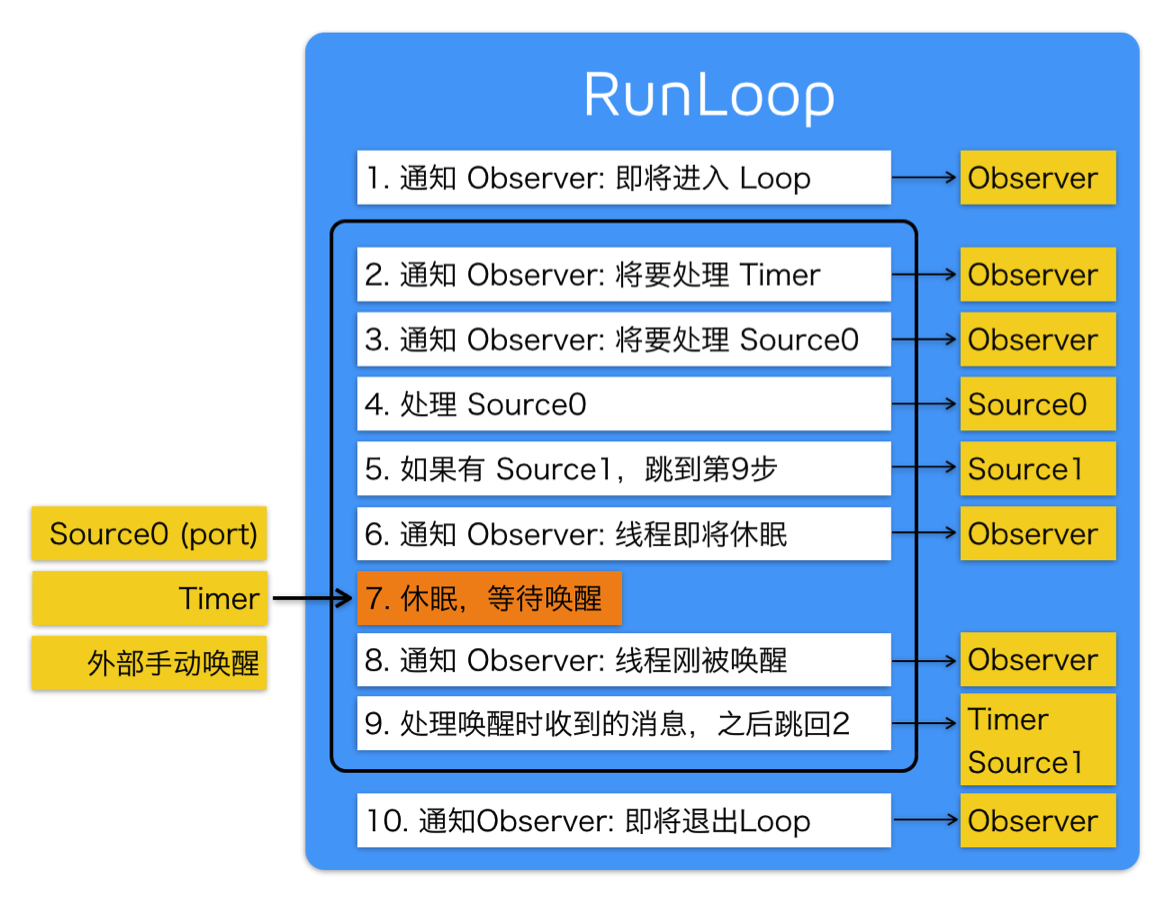 RunLoop
1. 通知 Observer: 即将进入 Loop
Observer
2. 通知 Observer: 将要处理 Timer
Observer
3. 通知 Observer: 将要处理 Source0
Observer
4. 处理 Source0
Source0
5. 如果有 Source1，跳到第9步
Source1
Source0 (port)
6. 通知 Observer: 线程即将休眠
Observer
Timer
7. 休眠，等待唤醒
外部手动唤醒
8. 通知 Observer: 线程刚被唤醒
Observer
9. 处理唤醒时收到的消息，之后跳回2
Timer
Source1
10. 通知Observer: 即将退出Loop
Observer